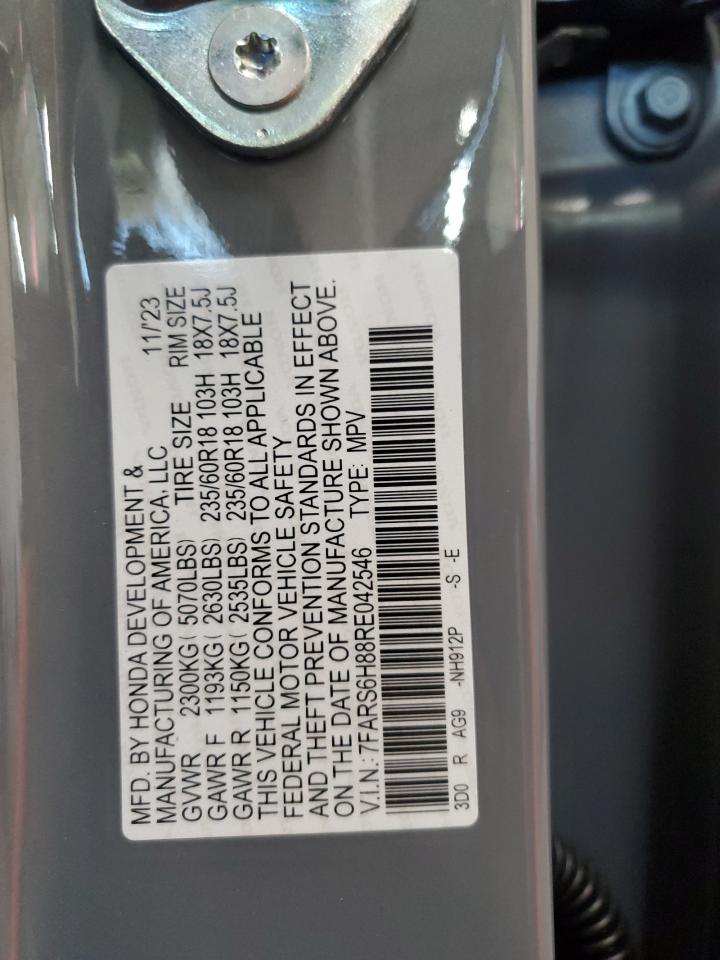 MFD. BY HONDA DEVELOPMENT & 11/'23
MANUFACTURING OF AMERICA, LLC
GVWR 2300KG( 5070LBS) TIRE SIZE RIM SIZE
GAWR F 1193KG( 2630LBS) 235/60R18 103H 18X7.5J
GAWR R 1150KG( 2535LBS) 235/60R18 103H 18X7.5J
THIS VEHICLE CONFORMS TO ALL APPLICABLE
FEDERAL MOTOR VEHICLE SAFETY
AND THEFT PREVENTION STANDARDS IN EFFECT
ON THE DATE OF MANUFACTURE SHOWN ABOVE.
V.I.N.: 7FARS6H88RE042546 TYPE: MPV
3D0 R AG9 -NH912P -S -E